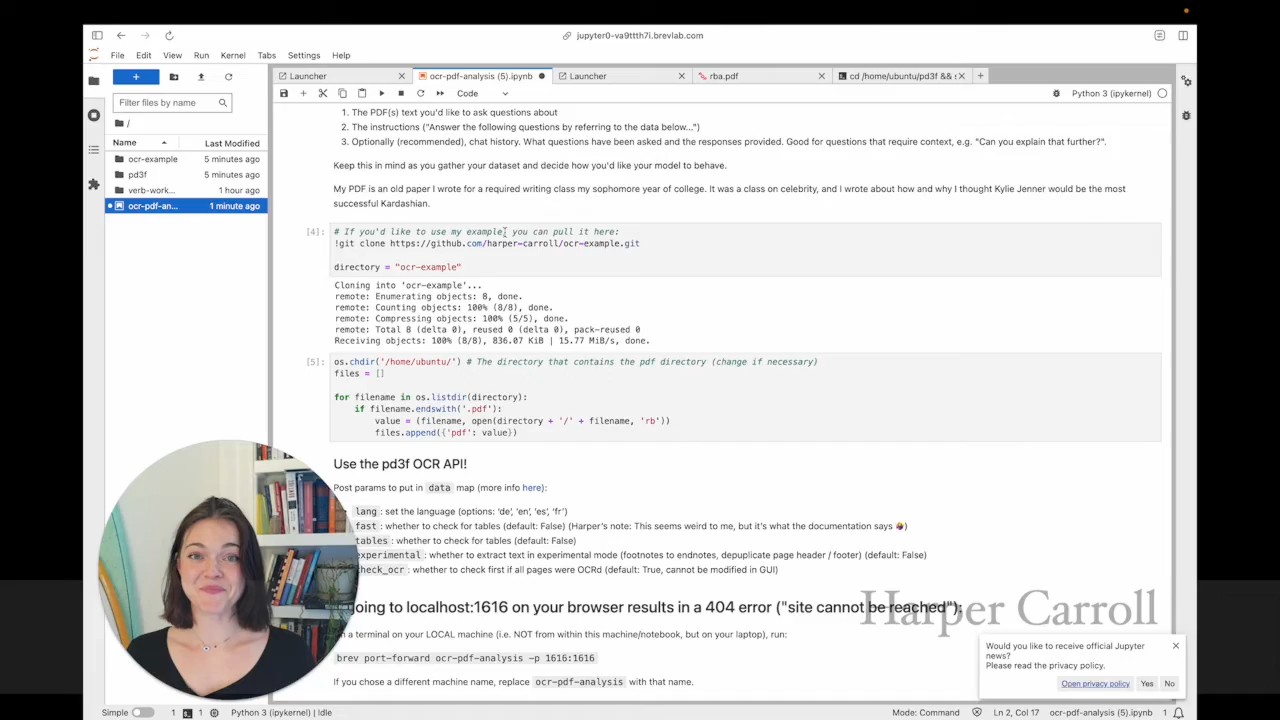 jupyter0-va9ttth7i.brevlab.com
File Edit View Run Kernel Tabs Settings Help
Launcher
ocr-pdf-analysis (5).ipynb
Launcher
rba.pdf
cd /home/ubuntu/pd3f && s
Code
Python 3 (ipykernel)
Filter files by name
/
Name Last Modified
ocr-example 5 minutes ago
pd3f 5 minutes ago
verb-work... 1 hour ago
ocr-pdf-an... 1 minute ago
1. The PDF(s) text you'd like to ask questions about
2. The instructions ("Answer the following questions by referring to the data below...")
3. Optionally (recommended), chat history. What questions have been asked and the responses provided. Good for questions that require context, e.g. "Can you explain that further?".
Keep this in mind as you gather your dataset and decide how you'd like your model to behave.
My PDF is an old paper I wrote for a required writing class my sophomore year of college. It was a class on celebrity, and I wrote about how and why I thought Kylie Jenner would be the most
successful Kardashian.
[4]:
# If you'd like to use my example, you can pull it here:
!git clone https://github.com/harper-carroll/ocr-example.git
directory = "ocr-example"
Cloning into 'ocr-example'...
remote: Enumerating objects: 8, done.
remote: Counting objects: 100% (8/8), done.
remote: Compressing objects: 100% (5/5), done.
remote: Total 8 (delta 0), reused 0 (delta 0), pack-reused 0
Receiving objects: 100% (8/8), 836.07 KiB | 15.77 MiB/s, done.
[5]:
os.chdir('/home/ubuntu/') # The directory that contains the pdf directory (change if necessary)
files = []
for filename in os.listdir(directory):
if filename.endswith('.pdf'):
value = (filename, open(directory + '/' + filename, 'rb'))
files.append({'pdf': value})
Use the pd3f OCR API!
Post params to put in data map (more info here):
lang : set the language (options: 'de', 'en', 'es', 'fr')
fast : whether to check for tables (default: False) (Harper's note: This seems weird to me, but it's what the documentation says 🤷‍♀️)
tables : whether to check for tables (default: False)
experimental : whether to extract text in experimental mode (footnotes to endnotes, depuplicate page header / footer) (default: False)
check_ocr : whether to check first if all pages were OCRd (default: True, cannot be modified in GUI)
going to localhost:1616 on your browser results in a 404 error ("site cannot be reached"):
Harper Carroll
a terminal on your LOCAL machine (i.e. NOT from within this machine/notebook, but on your laptop), run:
brev port-forward ocr-pdf-analysis -p 1616:1616
If you chose a different machine name, replace ocr-pdf-analysis with that name.
Would you like to receive official Jupyter
news?
Please read the privacy policy.
Open privacy policy Yes No
Simple 1 1 Python 3 (ipykernel) | Idle Mode: Command Ln 2, Col 17 ocr-pdf-analysis (5).ipynb 1